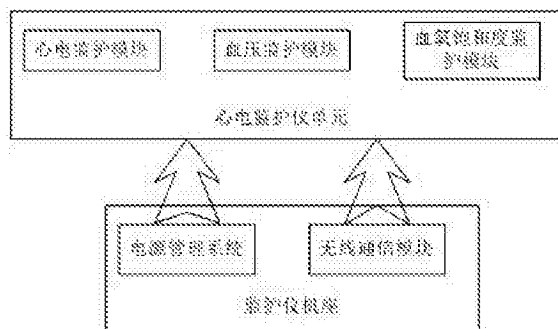 心电监护模块
血压监护模块
血氧饱和度监
护模块
心电监护仪单元
电源管理系统
无线通信模块
监护仪机座